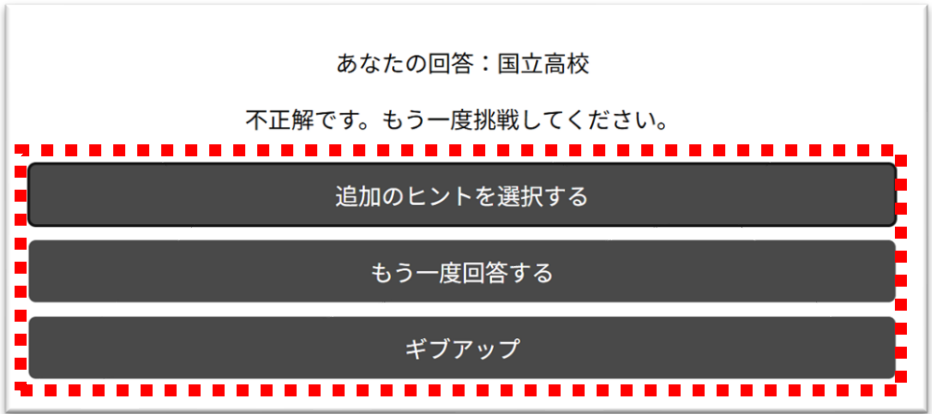 あなたの回答：国立高校
不正解です。もう一度挑戦してください。
追加のヒントを選択する
もう一度回答する
ギブアップ